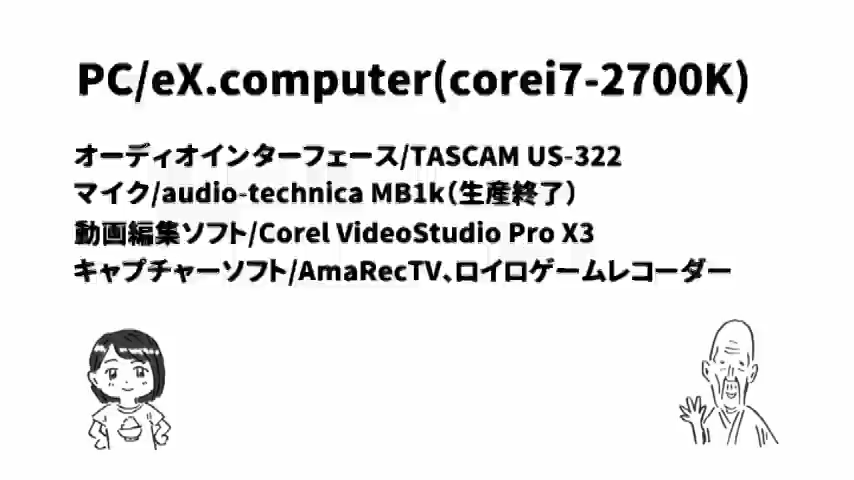 PC/eX.computer(corei7-2700K)
オーディオインターフェース/TASCAM US-322
マイク/audio-technica MB1k(生産終了)
動画編集ソフト/Corel VideoStudio Pro X3
キャプチャーソフト/AmaRecTV、ロイロゲームレコーダー